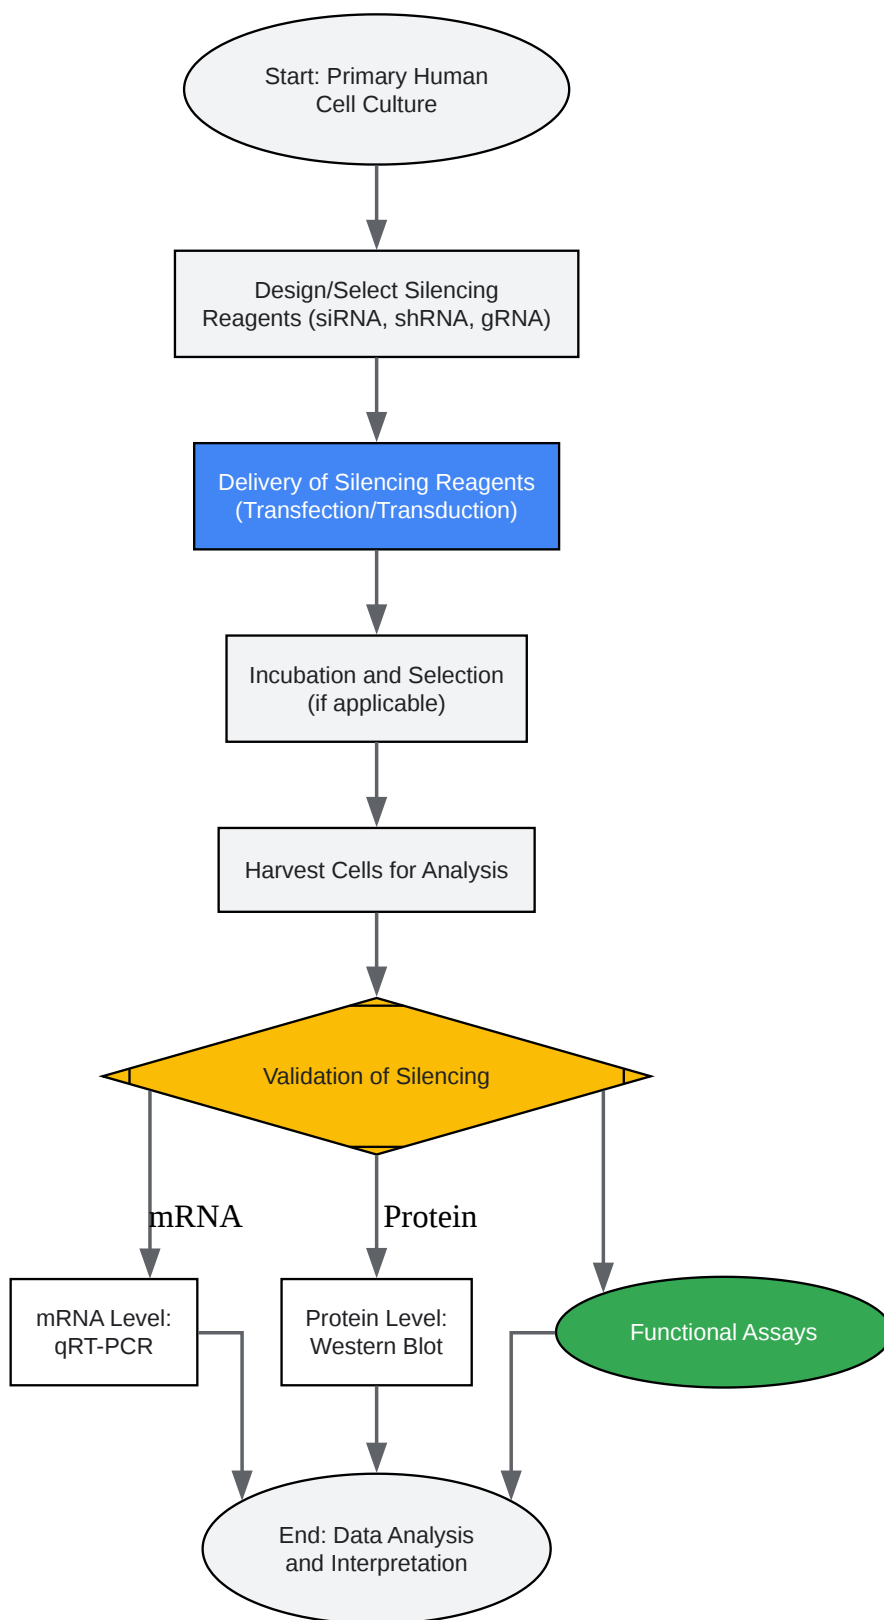 Start: Primary Human
Cell Culture
Design/Select Silencing
Reagents (siRNA, shRNA, gRNA)
Delivery of Silencing Reagents
(Transfection/Transduction)
Incubation and Selection
(if applicable)
Harvest Cells for Analysis
Validation of Silencing
mRNA
Protein
mRNA Level:
qRT-PCR
Protein Level:
Western Blot
Functional Assays
End: Data Analysis
and Interpretation